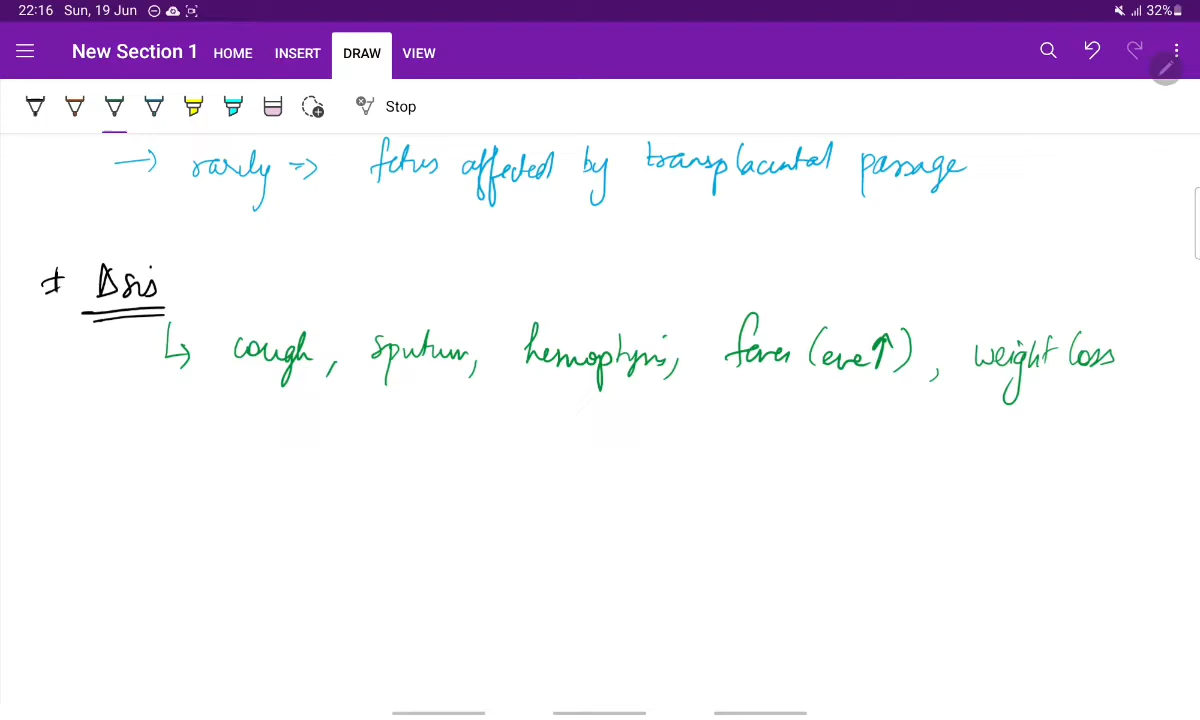 22:16 Sun, 19 Jun 32%
New Section 1 HOME INSERT DRAW VIEW
Stop
→ rarely => fetus affected by transplacental passage
* Δsis
↳ cough, sputum, hemoptysis, fever (eve↑), weight loss